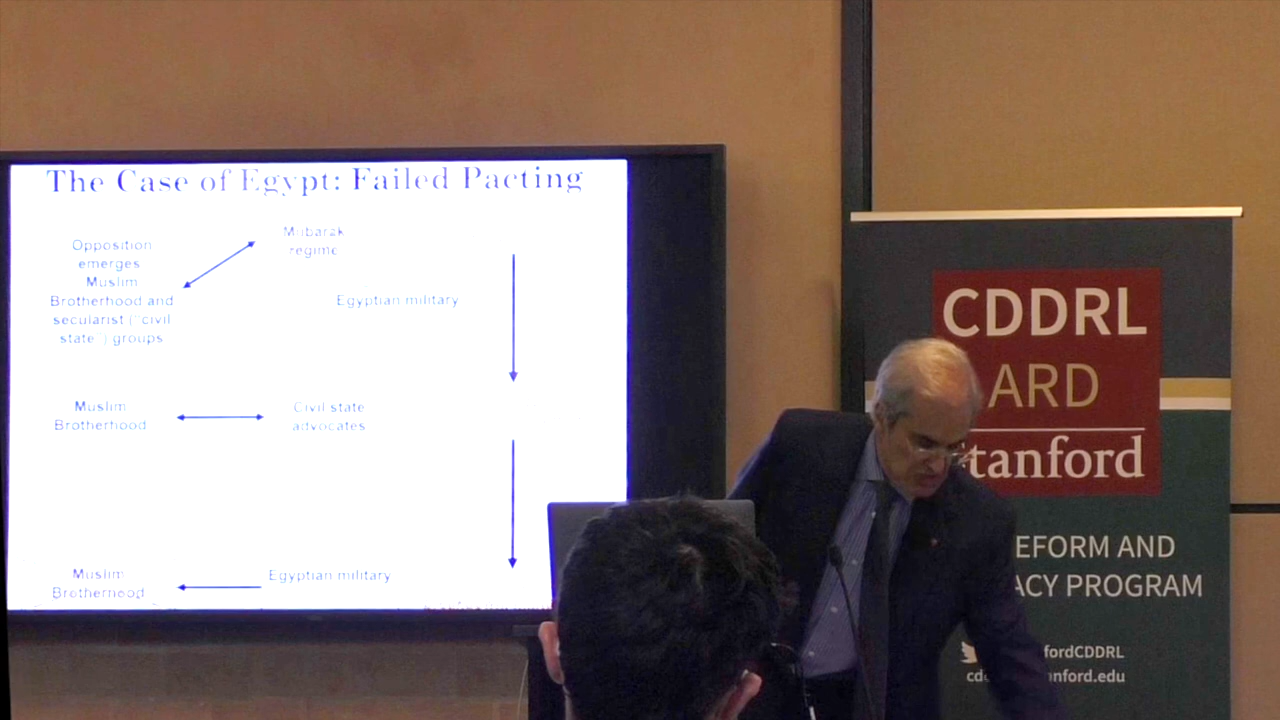 The Case of Egypt: Failed Pacting
Opposition
emerges
Muslim
Brotherhood and
secularist ("civil
state") groups
Mubarak
regime
Egyptian military
Muslim
Brotherhood
Civil state
advocates
Muslim
Brotherhood
Egyptian military
CDDRL
ARD
Stanford
EFORM AND
ACY PROGRAM
fordCDDRL
anford.edu